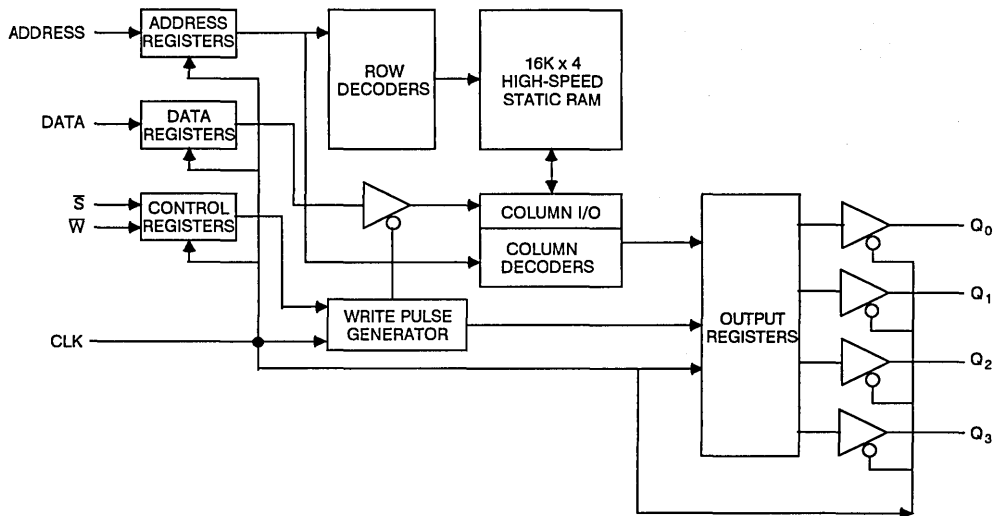 ADDRESS
ADDRESS
REGISTERS
ROW
DECODERS
16K x 4
HIGH-SPEED
STATIC RAM
DATA
DATA
REGISTERS
S̅
W̅
CONTROL
REGISTERS
COLUMN I/O
COLUMN
DECODERS
WRITE PULSE
GENERATOR
CLK
OUTPUT
REGISTERS
Q₀
Q₁
Q₂
Q₃